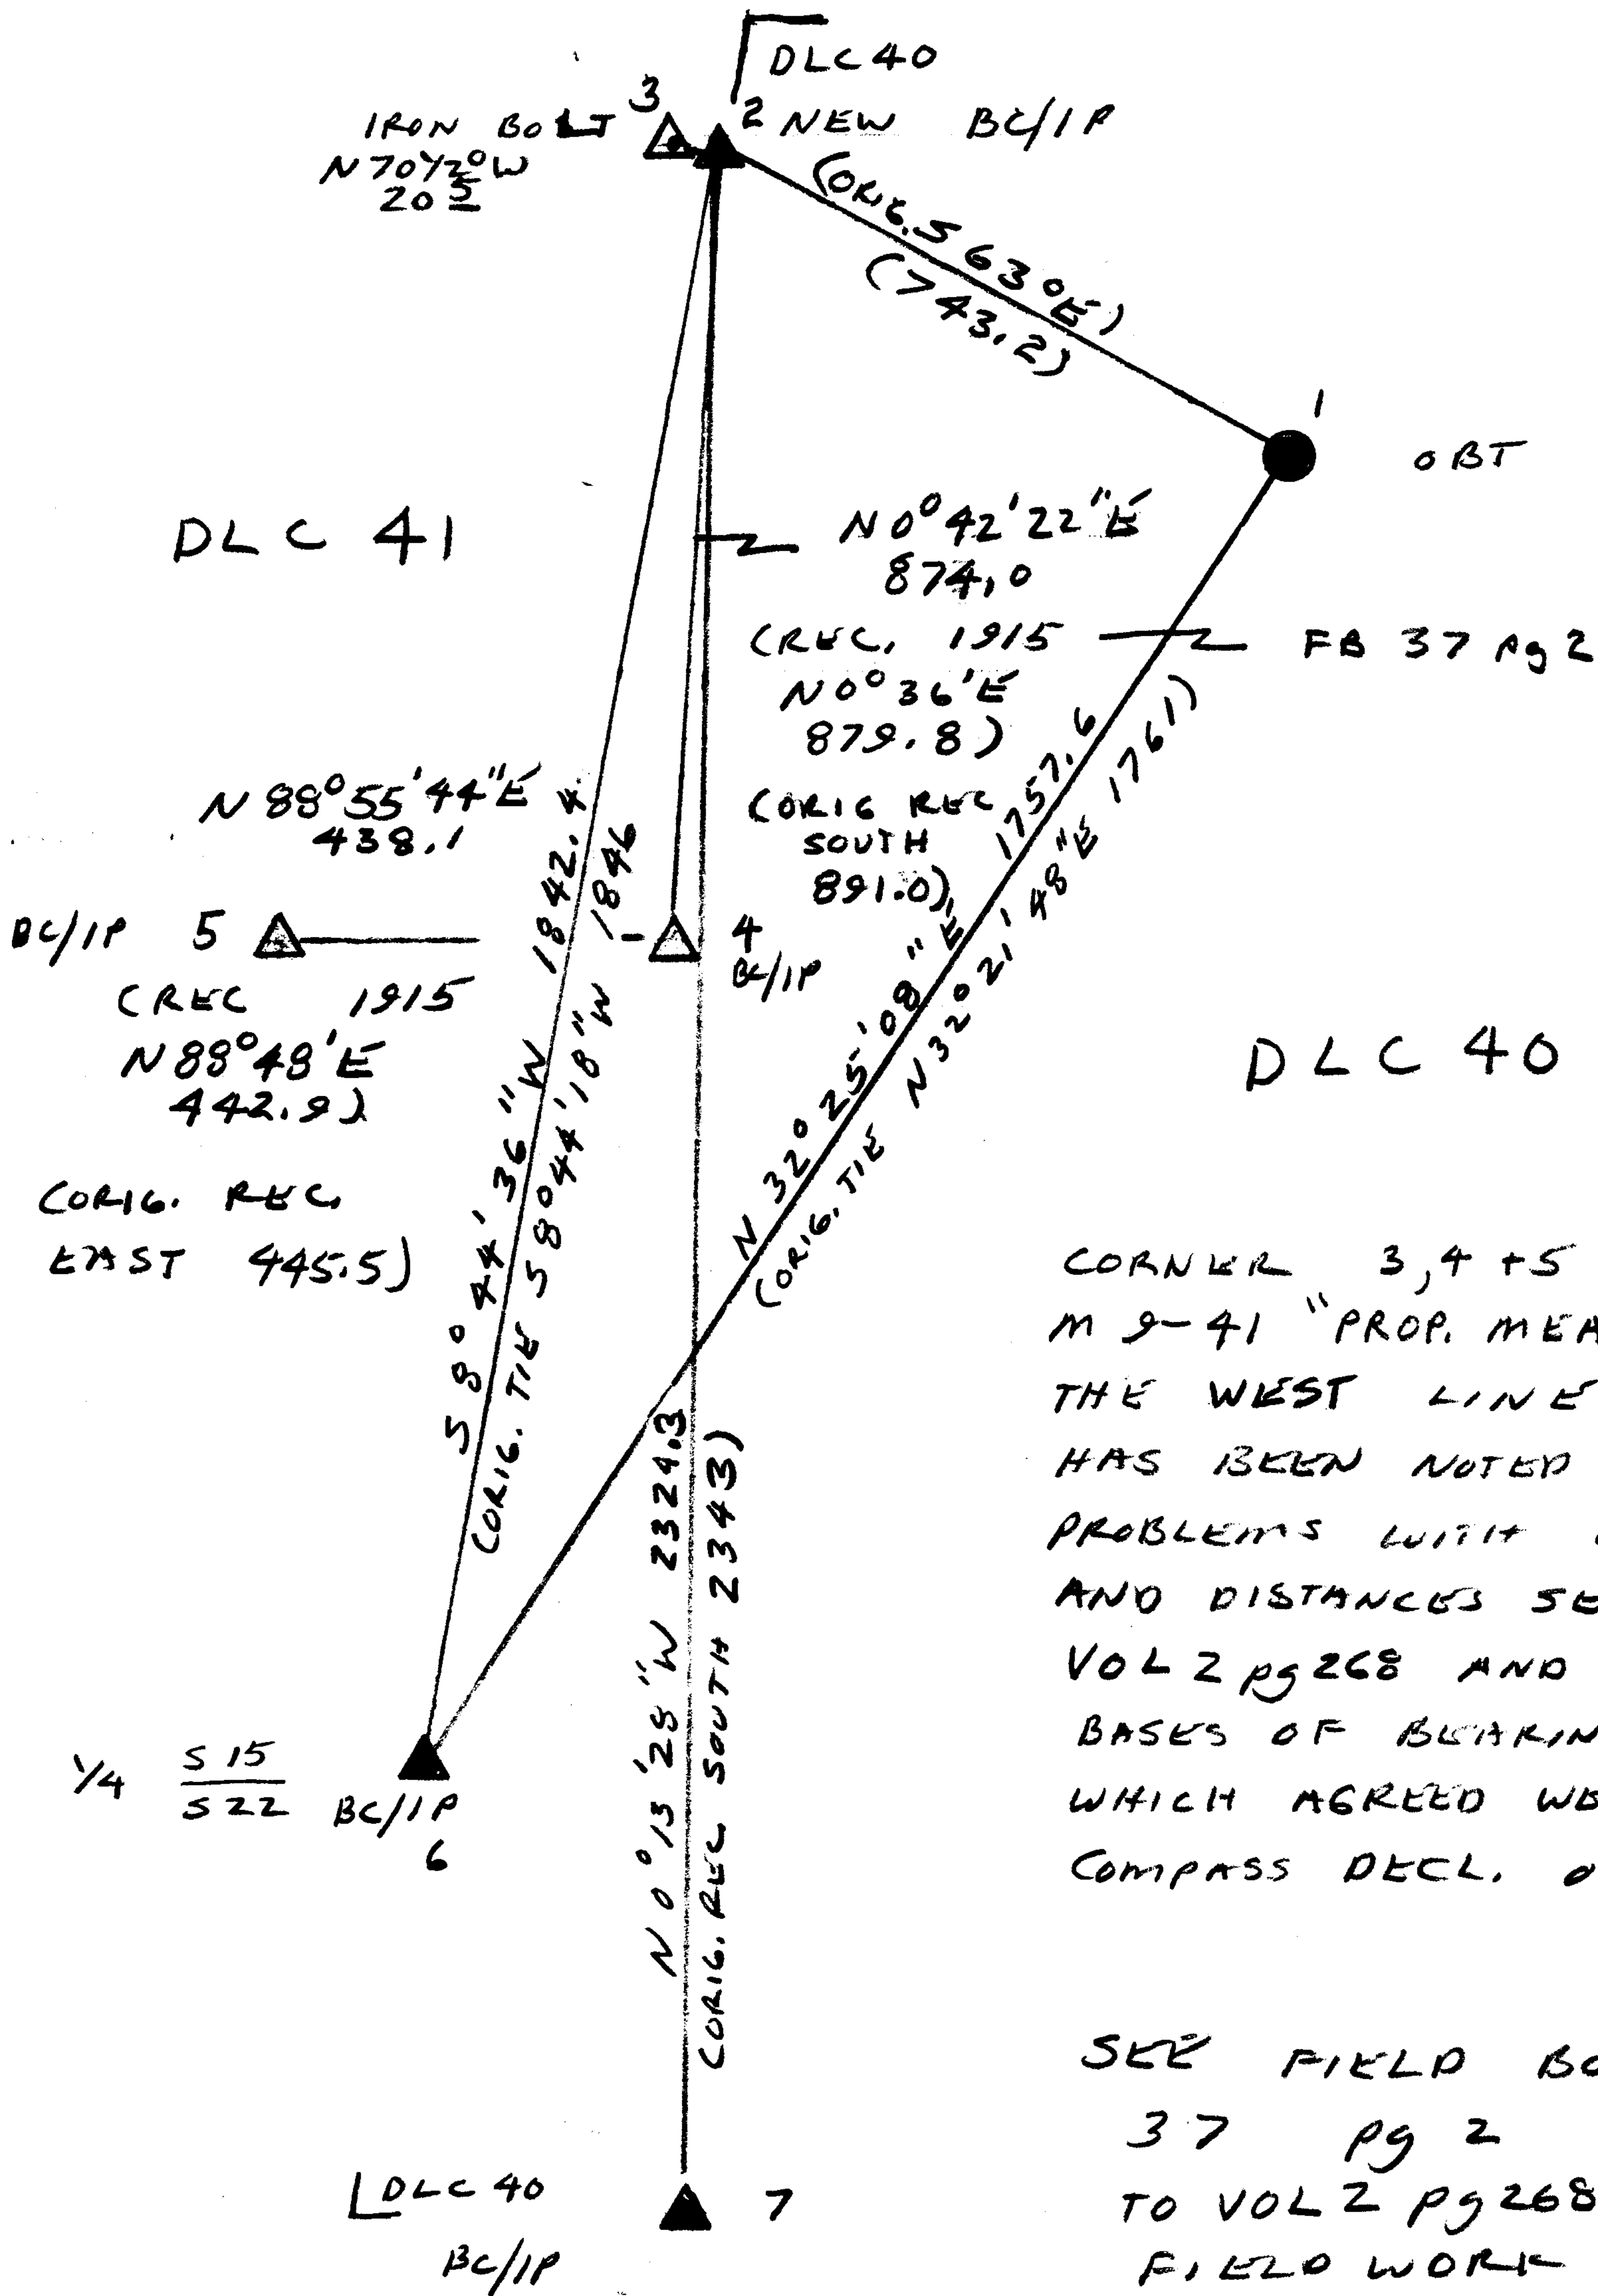 DLC 40
3
2 NEW BC/IP
IRON BOLT
N 70 1/2° W
20 5
(ORIG. S 63° E)
(743.2)
1
OBT
DLC 41
N 0° 42' 22" E
874.0
(REC. 1915
N 0° 36' E
879.8)
FB 37 pg 2
(ORIG REC
SOUTH
891.0)
N 88° 55' 44" E
438.1
BC/IP 5
4
BC/IP
(REC 1915
N 88° 48' E
442.9)
(ORIG. REC.
EAST 445.5)
S 8° 44' 36" W 1842.4
(ORIG. TIE S 8° 44' 18" W 1846
N 32° 25' 08" E 1757.6
(ORIG. TIE N 32° 21' 48" E 1761)
DLC 40
CORNER 3, 4 + 5
M 9-41 "PROP. MEA
THE WEST LINE
HAS BEEN NOTED
PROBLEMS WITH
AND DISTANCES SE
VOL 2 pg 268 AND
BASES OF BEARIN
WHICH AGREED WE
COMPASS DECL. O
N 0° 13' 28" W 2324.3
(ORIG. REC SOUTH 2343)
1/4 S 15
S 22 BC/IP
6
SEE FIELD BO
37 pg 2
TO VOL 2 pg 268
FIELD WORK
DLC 40
BC/IP
7